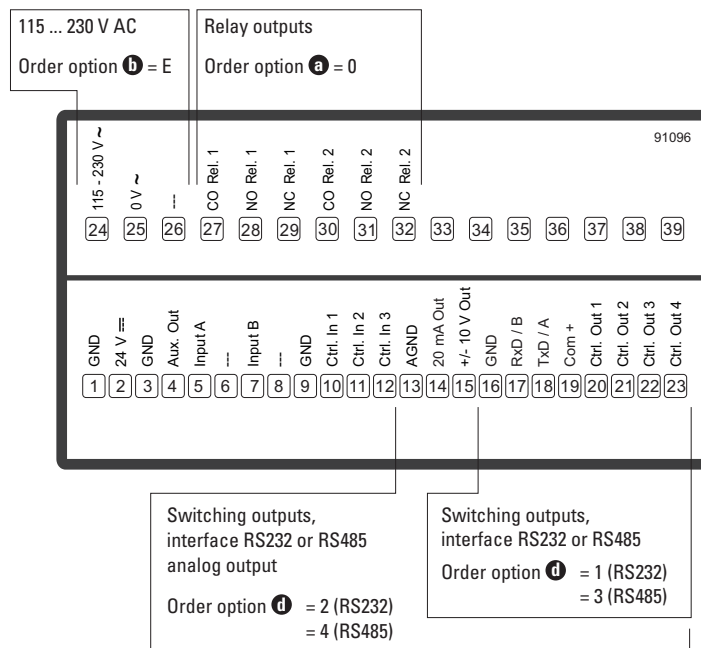 115 ... 230 V AC
Order option b = E
Relay outputs
Order option a = 0
91096
115 - 230 V ~
0 V ~
---
CO Rel. 1
NO Rel. 1
NC Rel. 1
CO Rel. 2
NO Rel. 2
NC Rel. 2
24 25 26 27 28 29 30 31 32 33 34 35 36 37 38 39
GND
24 V ⎓
GND
Aux. Out
Input A
---
Input B
---
GND
Ctrl. In 1
Ctrl. In 2
Ctrl. In 3
AGND
20 mA Out
+/- 10 V Out
GND
RxD / B
TxD / A
Com +
Ctrl. Out 1
Ctrl. Out 2
Ctrl. Out 3
Ctrl. Out 4
1 2 3 4 5 6 7 8 9 10 11 12 13 14 15 16 17 18 19 20 21 22 23
Switching outputs,
interface RS232 or RS485
analog output
Order option d = 2 (RS232)
= 4 (RS485)
Switching outputs,
interface RS232 or RS485
Order option d = 1 (RS232)
= 3 (RS485)